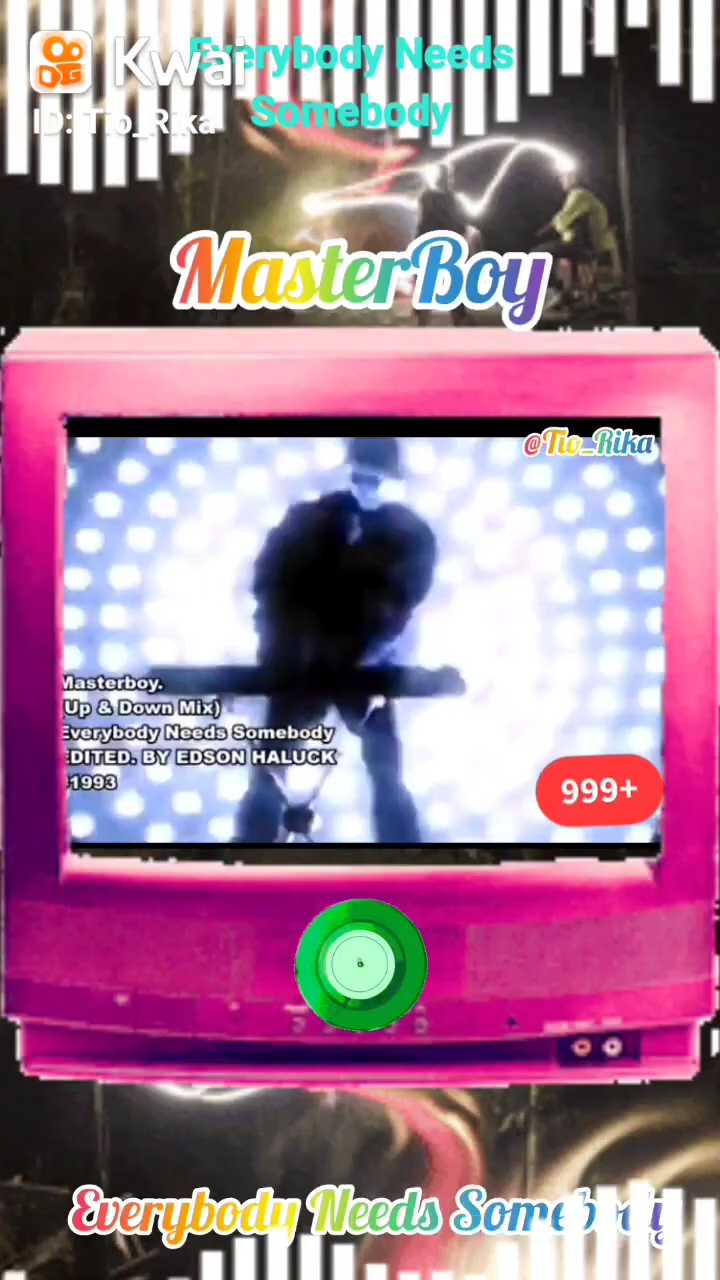 Kwai
ID: Tio_Rika
Everybody Needs
Somebody
MasterBoy
@Tio_Rika
Masterboy.
(Up & Down Mix)
Everybody Needs Somebody
EDITED. BY EDSON HALUCK
1993
999+
Everybody Needs Somebody